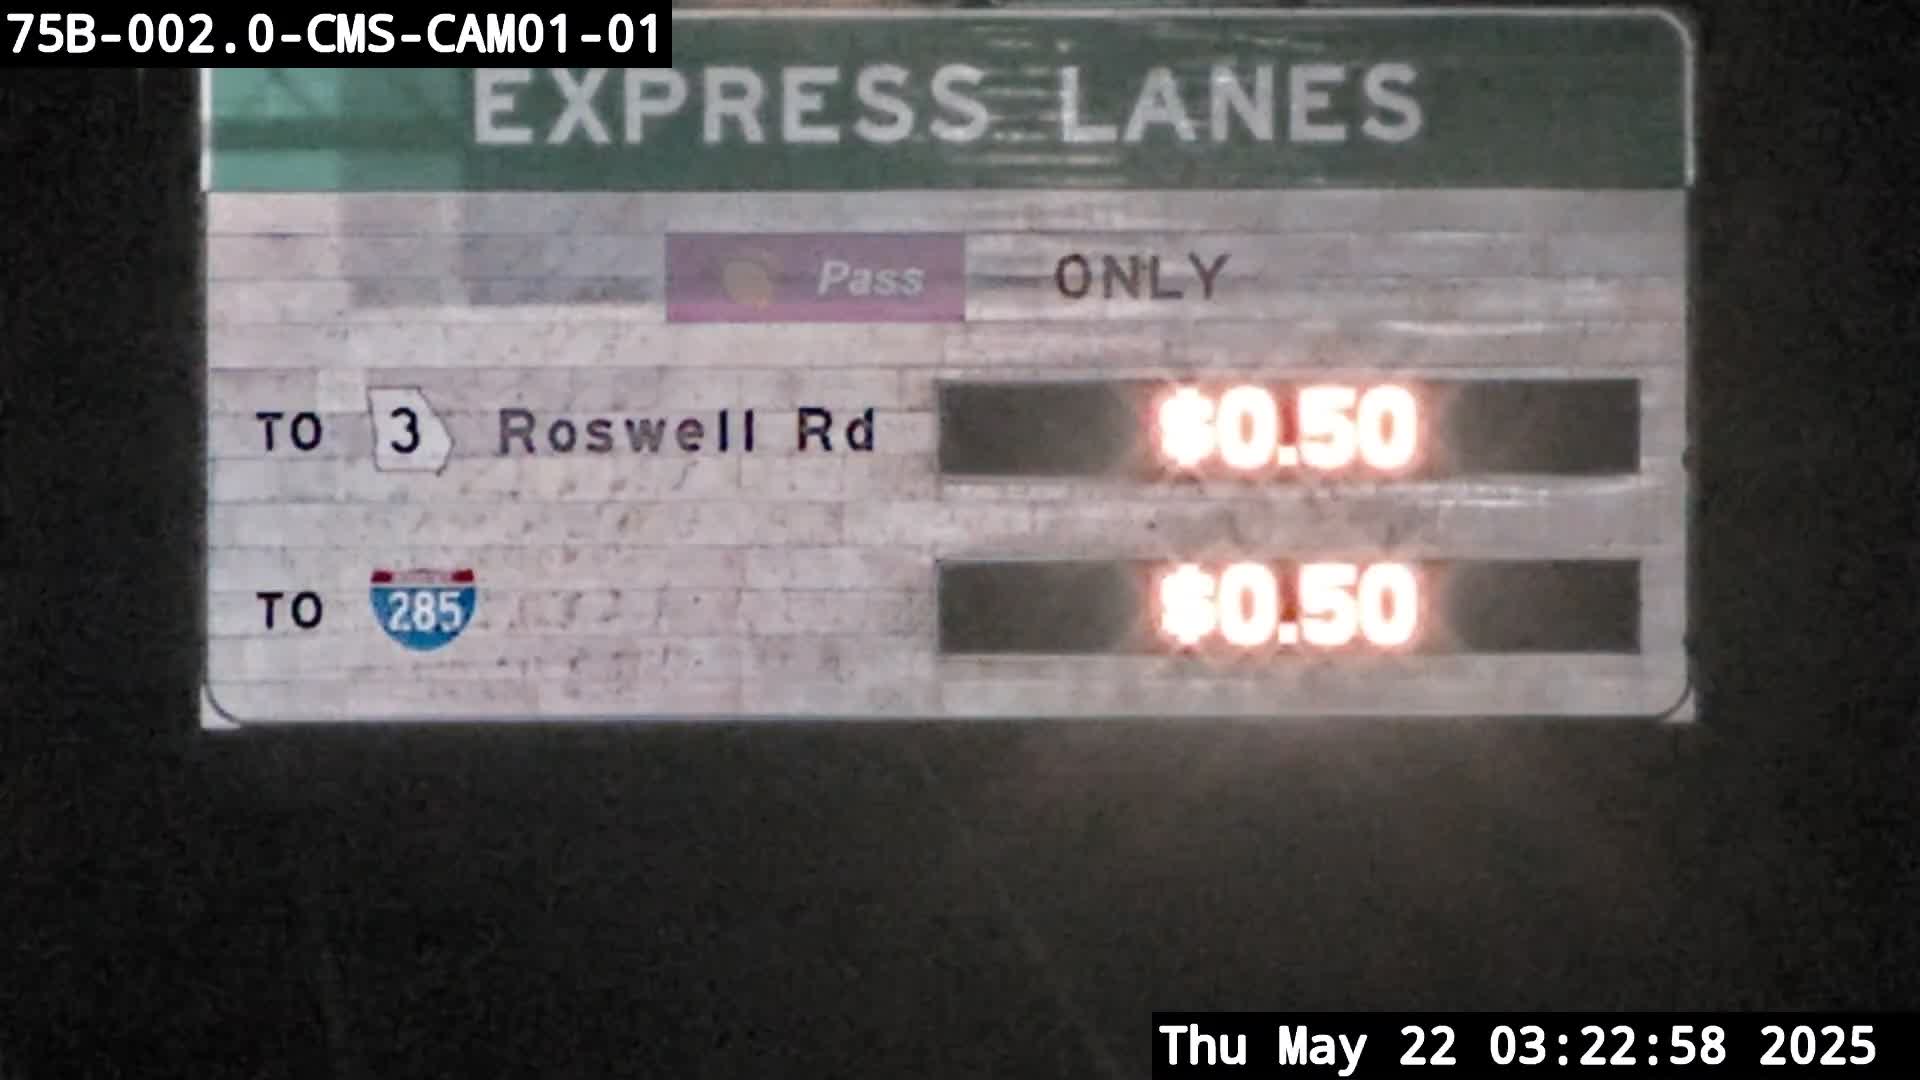 75B-002.0-CMS-CAM01-01
EXPRESS LANES
Pass ONLY
TO 3 Roswell Rd $0.50
TO 285 $0.50
Thu May 22 03:22:58 2025